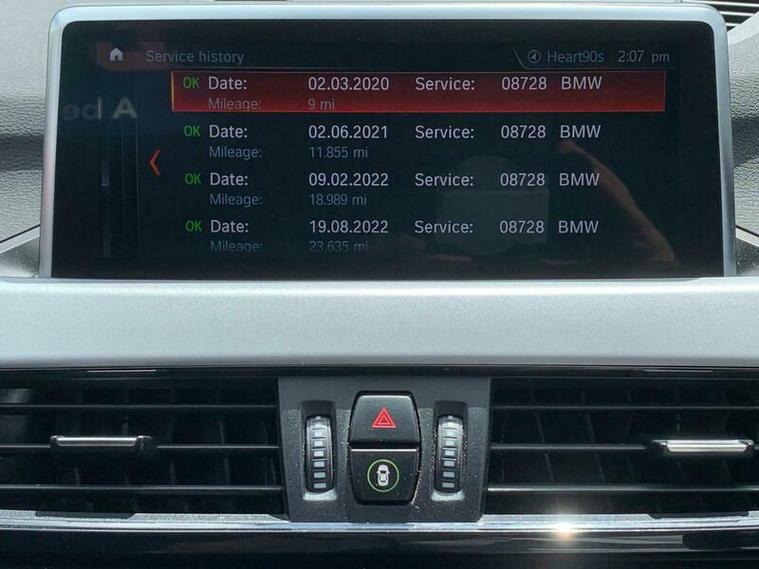 Service history
Heart90s 2:07 pm
OK Date: 02.03.2020 Service: 08728 BMW
Mileage: 9 mi
OK Date: 02.06.2021 Service: 08728 BMW
Mileage: 11.855 mi
OK Date: 09.02.2022 Service: 08728 BMW
Mileage: 18.989 mi
OK Date: 19.08.2022 Service: 08728 BMW
Mileage: 23.635 mi